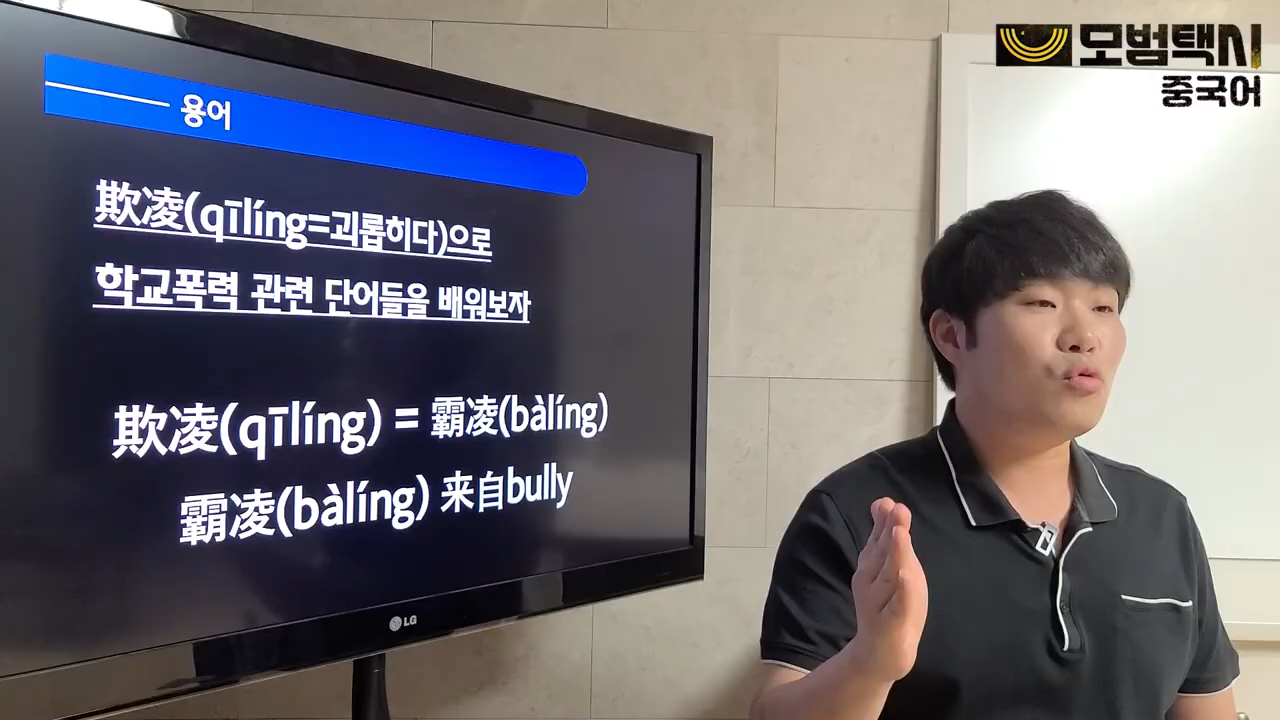 모범택시
중국어
용어
欺凌(qīlíng=괴롭히다)으로
학교폭력 관련 단어들을 배워보자
欺凌(qīlíng) = 霸凌(bàlíng)
霸凌(bàlíng) 来自bully
LG